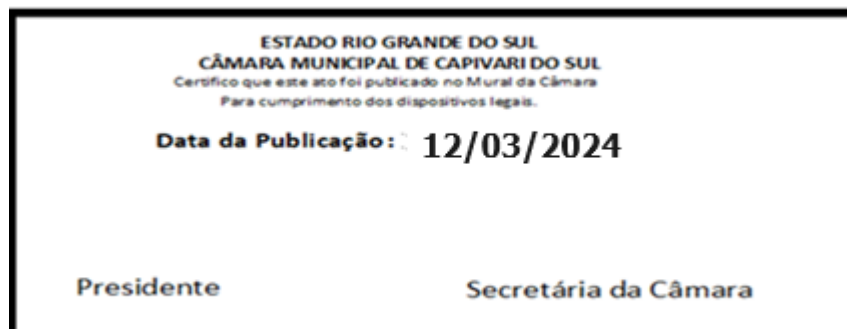 ESTADO RIO GRANDE DO SUL
CÂMARA MUNICIPAL DE CAPIVARI DO SUL
Certifico que este ato foi publicado no Mural da Câmara
Para cumprimento dos dispositivos legais.
Data da Publicação: 12/03/2024
Presidente Secretária da Câmara